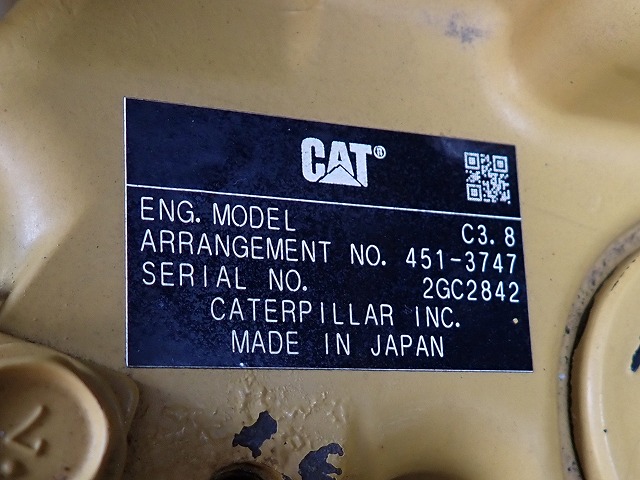 CAT®
ENG. MODEL C3.8
ARRANGEMENT NO. 451-3747
SERIAL NO. 2GC2842
CATERPILLAR INC.
MADE IN JAPAN